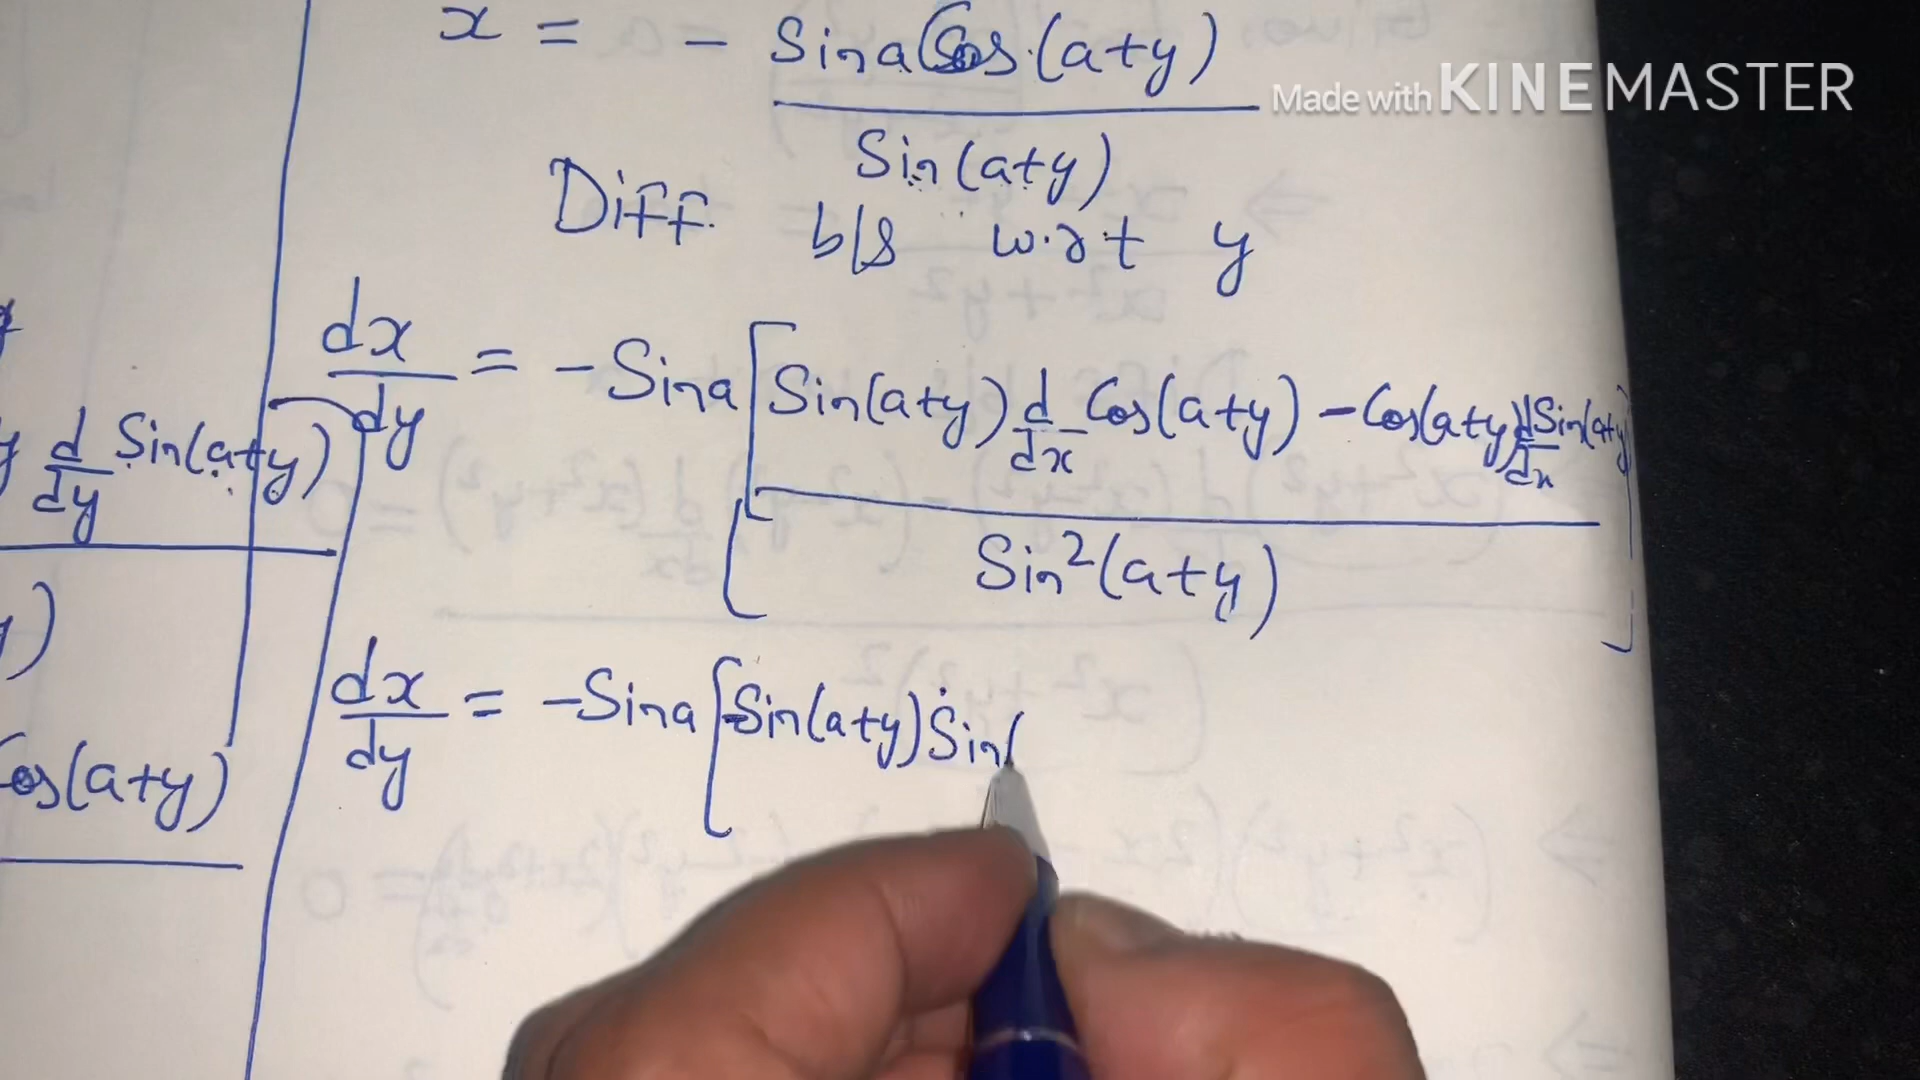 x = - Sina Cos(a+y)
Made with KINEMASTER
Sin(a+y)
Diff. b/s w.r.t y
dx/dy = -Sina [Sin(a+y) d/dx Cos(a+y) - Cos(a+y) d/dx Sin(a+y)]
Sin²(a+y)
dx/dy = -Sina [-Sin(a+y) Sin(
d/dy Sin(a+y)
Cos(a+y)